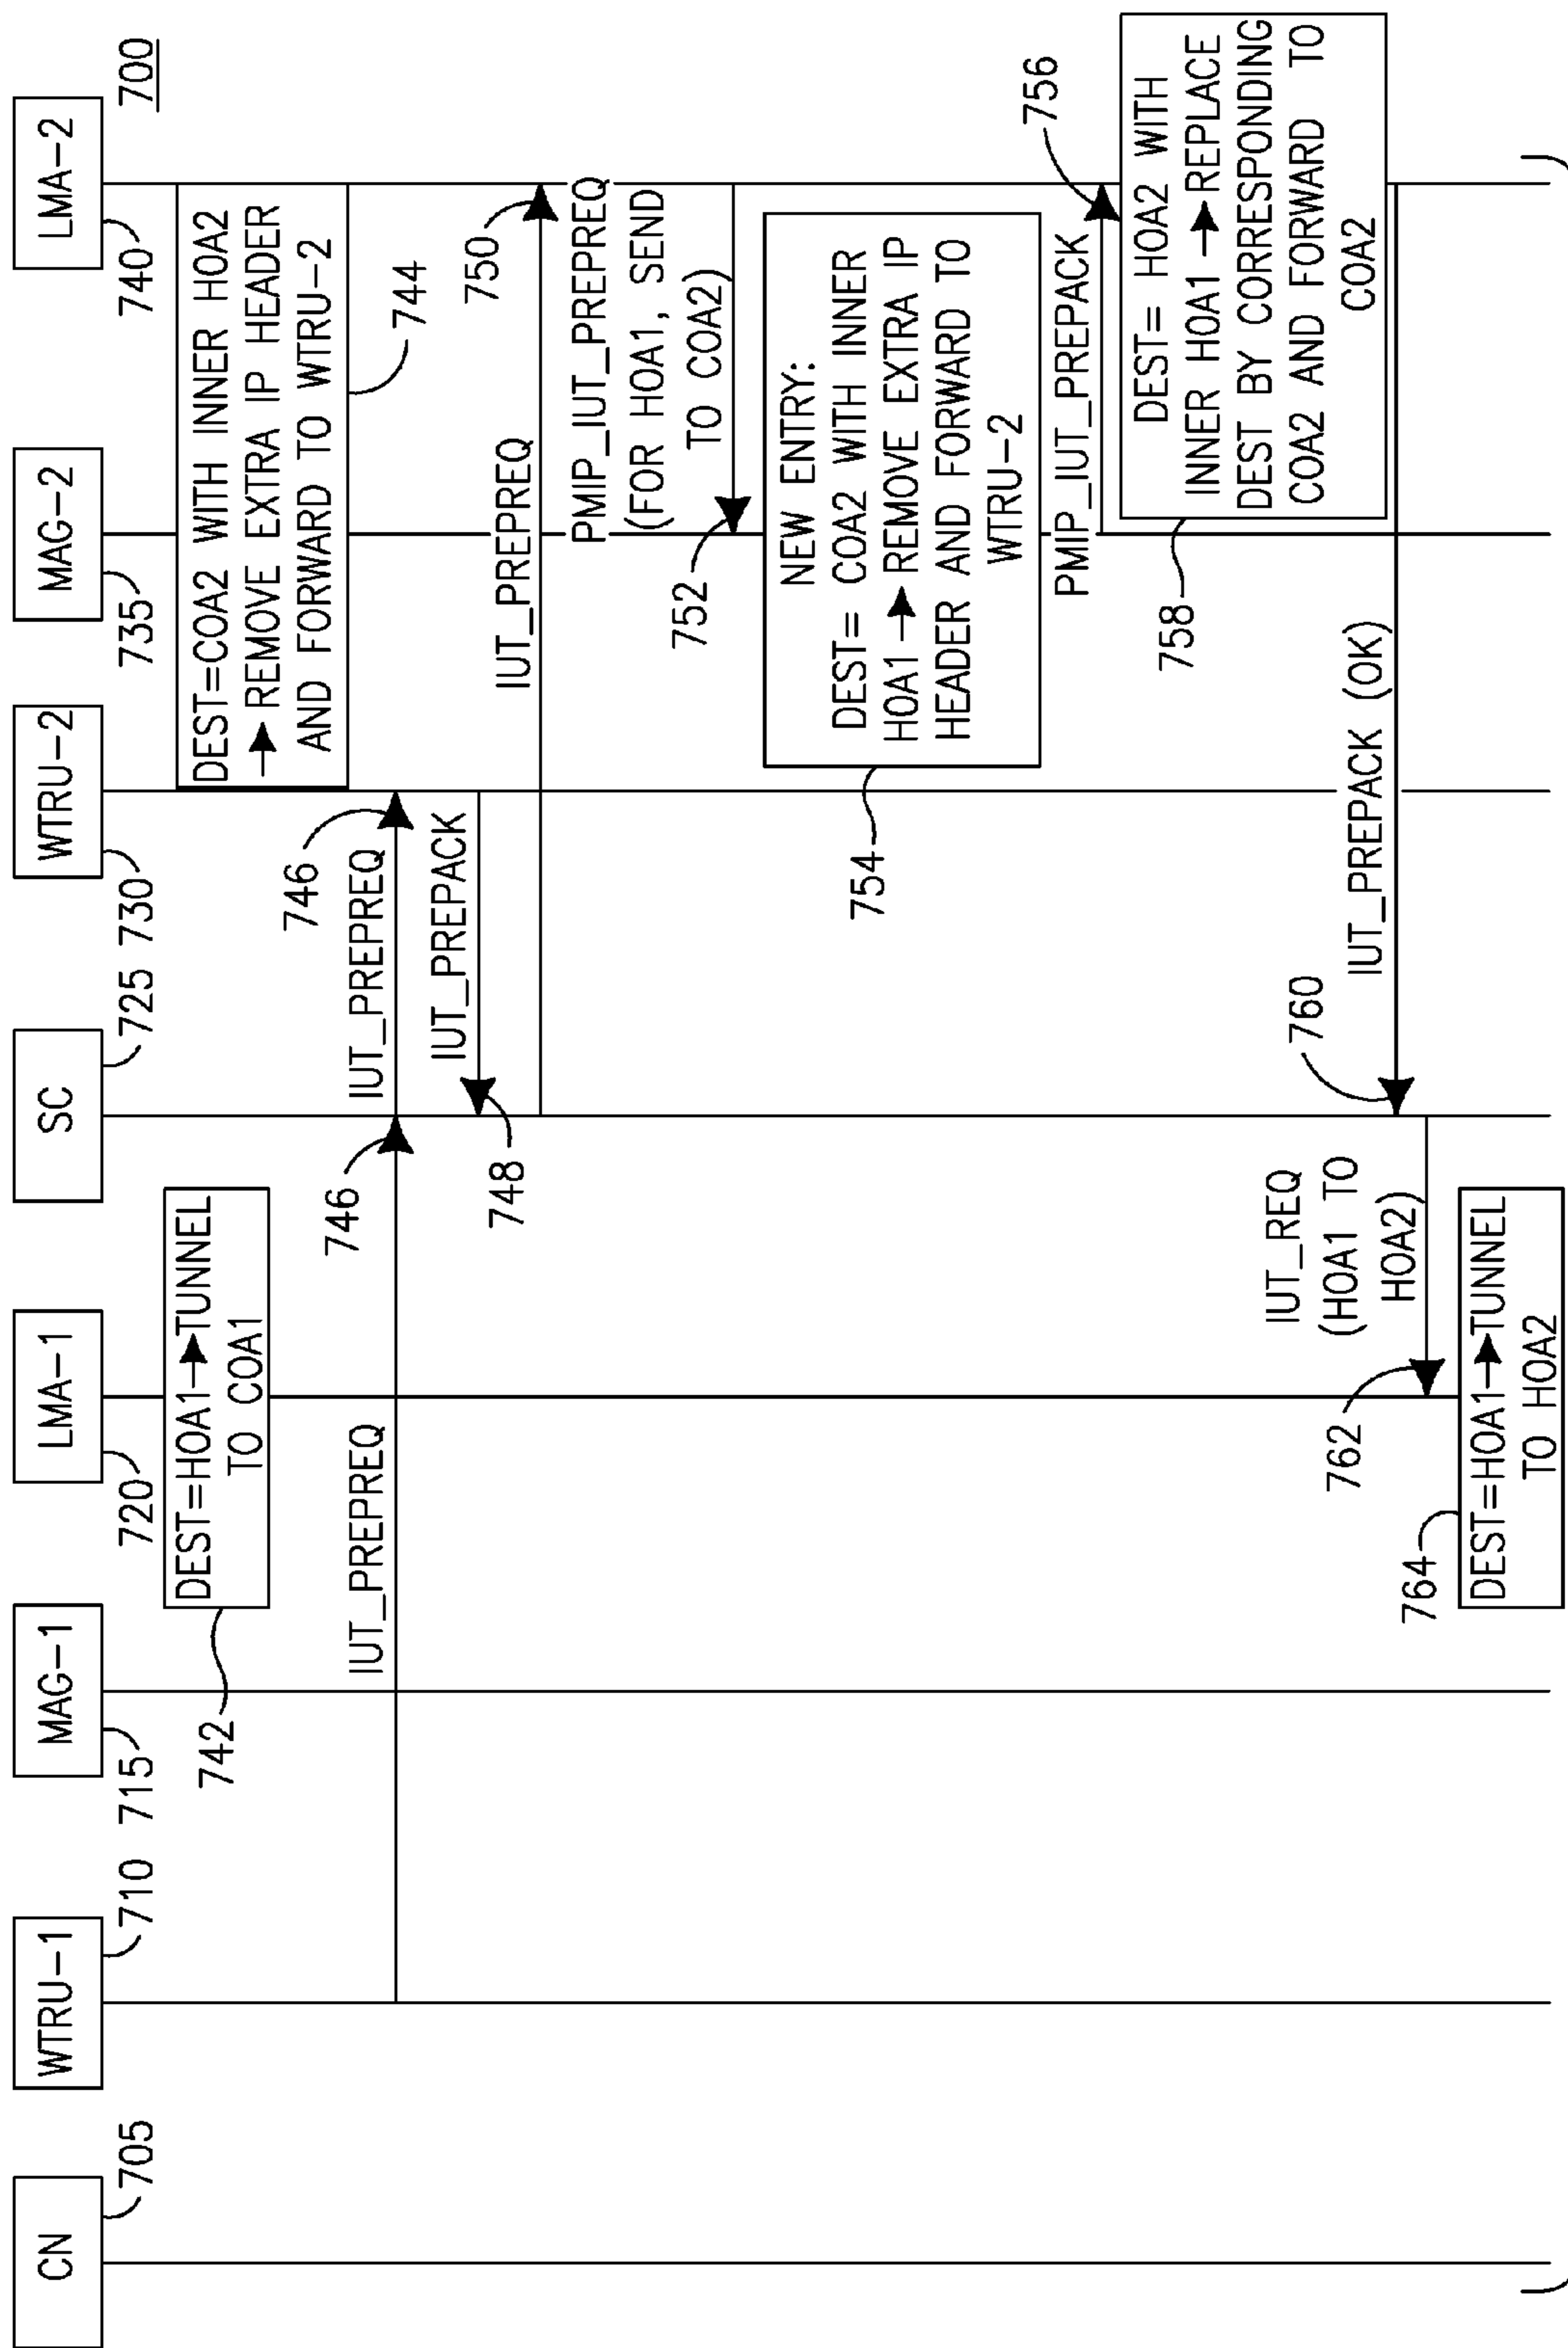 700
CN
705
WTRU-1
710
MAG-1
715
LMA-1
720
SC
725
WTRU-2
730
MAG-2
735
LMA-2
740
DEST=HOA1→TUNNEL
TO COA1
742
DEST=COA2 WITH INNER HOA2
→REMOVE EXTRA IP HEADER
AND FORWARD TO WTRU-2
744
IUT_PREPREQ
746
IUT_PREPREQ
746
IUT_PREPACK
748
IUT_PREPREQ
750
PMIP_IUT_PREPREQ
(FOR HOA1, SEND
TO COA2)
752
NEW ENTRY:
DEST= COA2 WITH INNER
HOA1→REMOVE EXTRA IP
HEADER AND FORWARD TO
WTRU-2
754
PMIP_IUT_PREPACK
756
DEST= HOA2 WITH
INNER HOA1→REPLACE
DEST BY CORRESPONDING
COA2 AND FORWARD TO
COA2
758
IUT_PREPACK (OK)
760
IUT_REQ
(HOA1 TO
HOA2)
762
DEST=HOA1→TUNNEL
TO HOA2
764